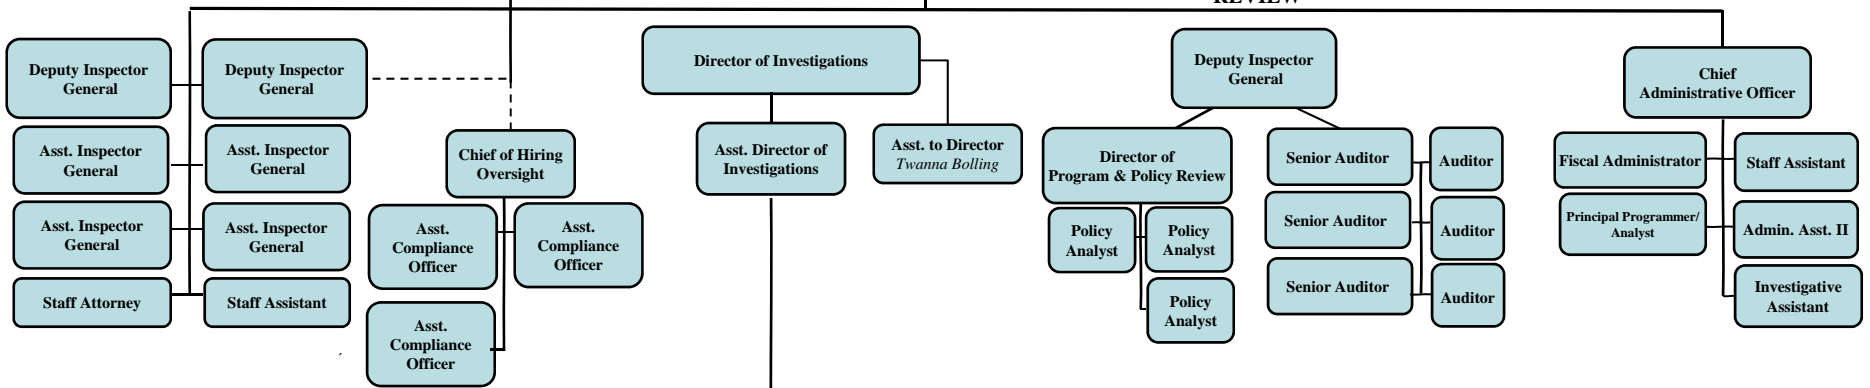 REVIEW
Deputy Inspector
General
Deputy Inspector
General
Asst. Inspector
General
Asst. Inspector
General
Asst. Inspector
General
Asst. Inspector
General
Staff Attorney
Staff Assistant
Chief of Hiring
Oversight
Asst.
Compliance
Officer
Asst.
Compliance
Officer
Asst.
Compliance
Officer
Director of Investigations
Asst. Director of
Investigations
Asst. to Director
Twanna Bolling
Deputy Inspector
General
Director of
Program & Policy Review
Policy
Analyst
Policy
Analyst
Policy
Analyst
Senior Auditor
Auditor
Senior Auditor
Auditor
Senior Auditor
Auditor
Chief
Administrative Officer
Fiscal Administrator
Staff Assistant
Principal Programmer/
Analyst
Admin. Asst. II
Investigative
Assistant